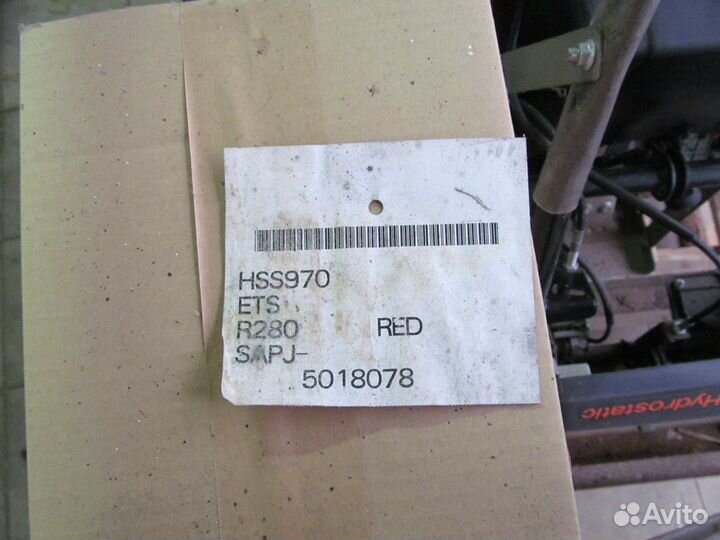 HSS970
ETS
R280 RED
SAPJ-
5018078
Hydrostatic
Avito